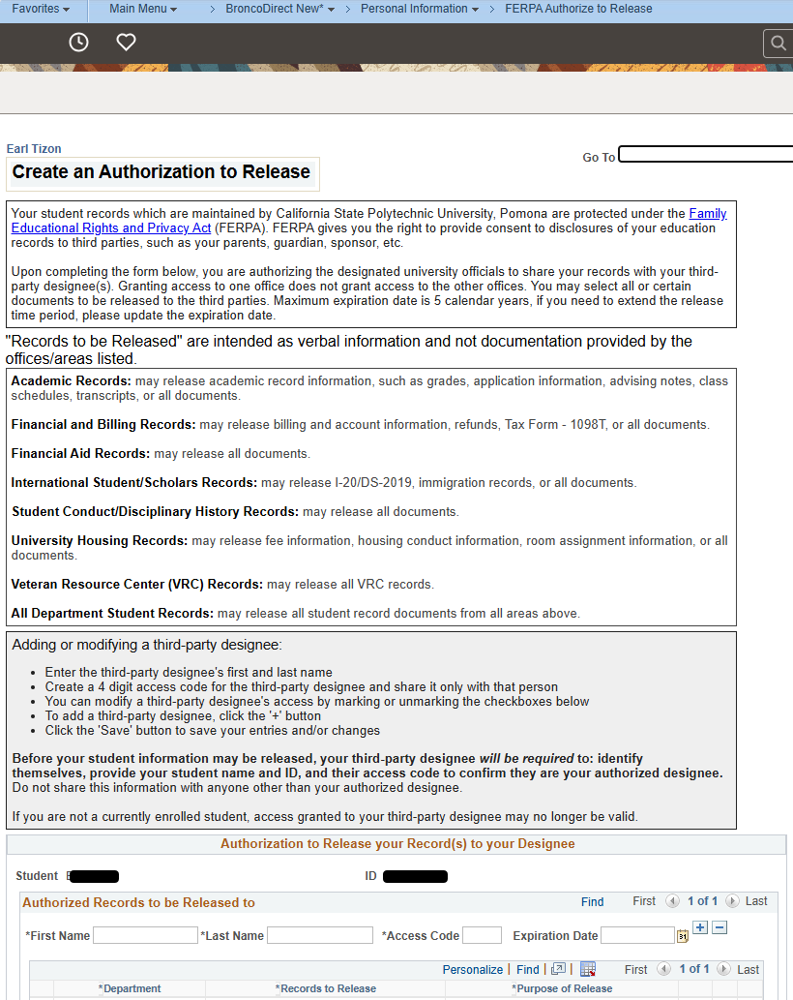 Favorites Main Menu > BroncoDirect New* > Personal Information > FERPA Authorize to Release
Earl Tizon
Go To
Create an Authorization to Release
Your student records which are maintained by California State Polytechnic University, Pomona are protected under the Family
Educational Rights and Privacy Act (FERPA). FERPA gives you the right to provide consent to disclosures of your education
records to third parties, such as your parents, guardian, sponsor, etc.
Upon completing the form below, you are authorizing the designated university officials to share your records with your third-
party designee(s). Granting access to one office does not grant access to the other offices. You may select all or certain
documents to be released to the third parties. Maximum expiration date is 5 calendar years, if you need to extend the release
time period, please update the expiration date.
"Records to be Released" are intended as verbal information and not documentation provided by the
offices/areas listed.
Academic Records: may release academic record information, such as grades, application information, advising notes, class
schedules, transcripts, or all documents.
Financial and Billing Records: may release billing and account information, refunds, Tax Form - 1098T, or all documents.
Financial Aid Records: may release all documents.
International Student/Scholars Records: may release I-20/DS-2019, immigration records, or all documents.
Student Conduct/Disciplinary History Records: may release all documents.
University Housing Records: may release fee information, housing conduct information, room assignment information, or all
documents.
Veteran Resource Center (VRC) Records: may release all VRC records.
All Department Student Records: may release all student record documents from all areas above.
Adding or modifying a third-party designee:
• Enter the third-party designee's first and last name
• Create a 4 digit access code for the third-party designee and share it only with that person
• You can modify a third-party designee's access by marking or unmarking the checkboxes below
• To add a third-party designee, click the '+' button
• Click the 'Save' button to save your entries and/or changes
Before your student information may be released, your third-party designee will be required to: identify
themselves, provide your student name and ID, and their access code to confirm they are your authorized designee.
Do not share this information with anyone other than your authorized designee.
If you are not a currently enrolled student, access granted to your third-party designee may no longer be valid.
Authorization to Release your Record(s) to your Designee
Student ID
Authorized Records to be Released to Find First 1 of 1 Last
*First Name *Last Name *Access Code Expiration Date 31 + -
Personalize | Find | | First 1 of 1 Last
*Department *Records to Release *Purpose of Release